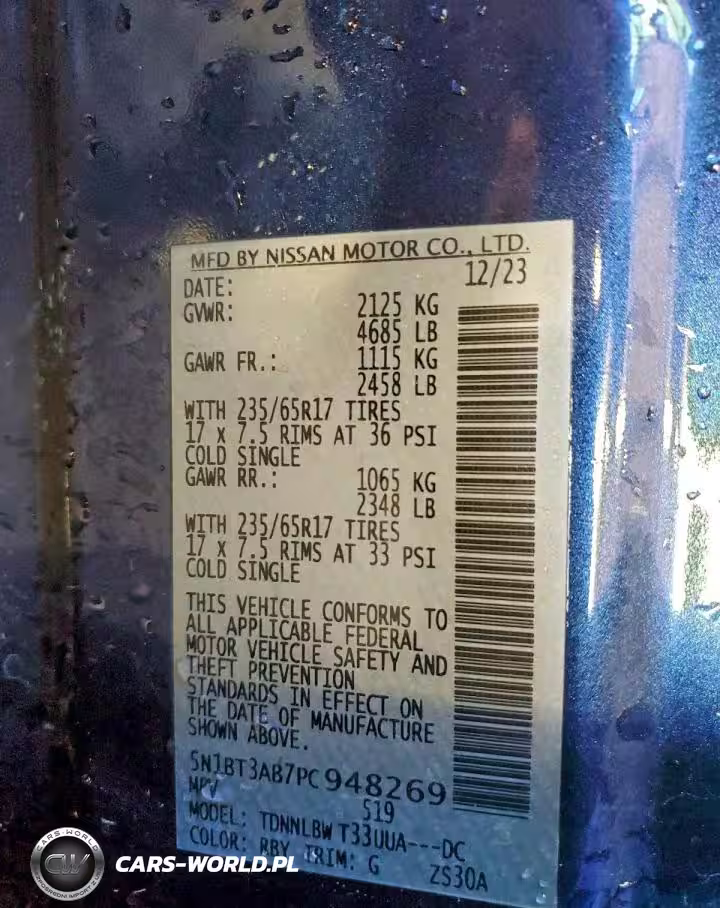 MFD BY NISSAN MOTOR CO., LTD.
DATE: 12/23
GVWR: 2125 KG
4685 LB
GAWR FR.: 1115 KG
2458 LB
WITH 235/65R17 TIRES
17 x 7.5 RIMS AT 36 PSI
COLD SINGLE
GAWR RR.: 1065 KG
2348 LB
WITH 235/65R17 TIRES
17 x 7.5 RIMS AT 33 PSI
COLD SINGLE
THIS VEHICLE CONFORMS TO
ALL APPLICABLE FEDERAL
MOTOR VEHICLE SAFETY AND
THEFT PREVENTION
STANDARDS IN EFFECT ON
THE DATE OF MANUFACTURE
SHOWN ABOVE.
5N1BT3AB7PC948269
MPV 519
MODEL: TDNNLBW T33UUA---DC
COLOR: RBY TRIM: G ZS30A
CARS-WORLD
CW
CARS-WORLD.PL